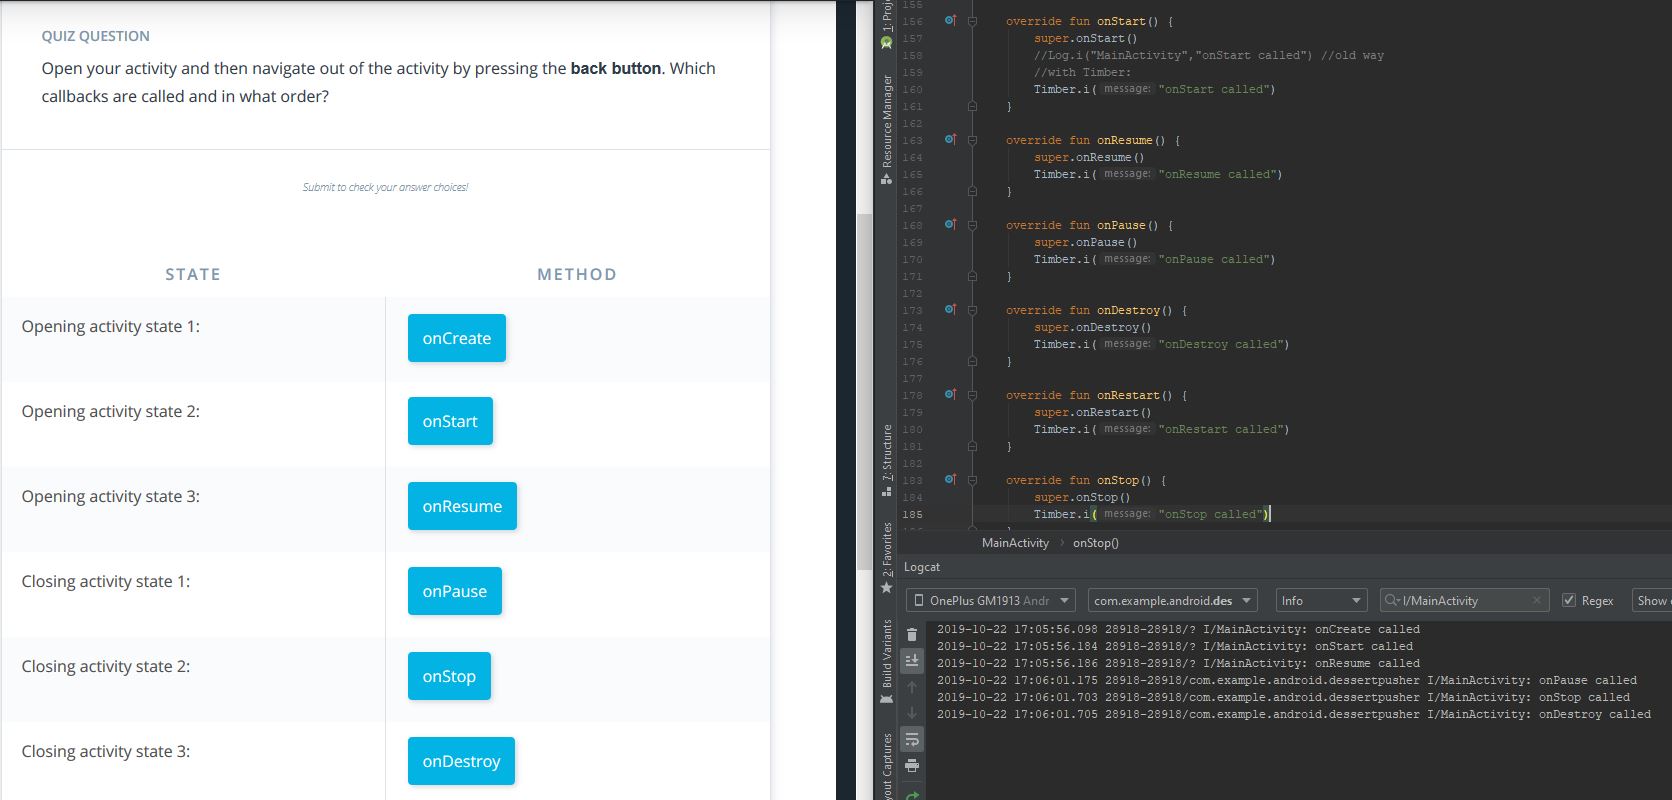 QUIZ QUESTION
Open your activity and then navigate out of the activity by pressing the back button. Which
callbacks are called and in what order?
Submit to check your answer choices!
STATE METHOD
Opening activity state 1: onCreate
Opening activity state 2: onStart
Opening activity state 3: onResume
Closing activity state 1: onPause
Closing activity state 2: onStop
Closing activity state 3: onDestroy
1: Proje
Resource Manager
7: Structure
2: Favorites
Build Variants
yout Captures
155
156 override fun onStart() {
157 super.onStart()
158 //Log.i("MainActivity","onStart called") //old way
159 //with Timber:
160 Timber.i( message: "onStart called")
161 }
162
163 override fun onResume() {
164 super.onResume()
165 Timber.i( message: "onResume called")
166 }
167
168 override fun onPause() {
169 super.onPause()
170 Timber.i( message: "onPause called")
171 }
172
173 override fun onDestroy() {
174 super.onDestroy()
175 Timber.i( message: "onDestroy called")
176 }
177
178 override fun onRestart() {
179 super.onRestart()
180 Timber.i( message: "onRestart called")
181 }
182
183 override fun onStop() {
184 super.onStop()
185 Timber.i( message: "onStop called")
MainActivity › onStop()
Logcat
OnePlus GM1913 Andr com.example.android.des Info I/MainActivity Regex Show
2019-10-22 17:05:56.098 28918-28918/? I/MainActivity: onCreate called
2019-10-22 17:05:56.184 28918-28918/? I/MainActivity: onStart called
2019-10-22 17:05:56.186 28918-28918/? I/MainActivity: onResume called
2019-10-22 17:06:01.175 28918-28918/com.example.android.dessertpusher I/MainActivity: onPause called
2019-10-22 17:06:01.703 28918-28918/com.example.android.dessertpusher I/MainActivity: onStop called
2019-10-22 17:06:01.705 28918-28918/com.example.android.dessertpusher I/MainActivity: onDestroy called